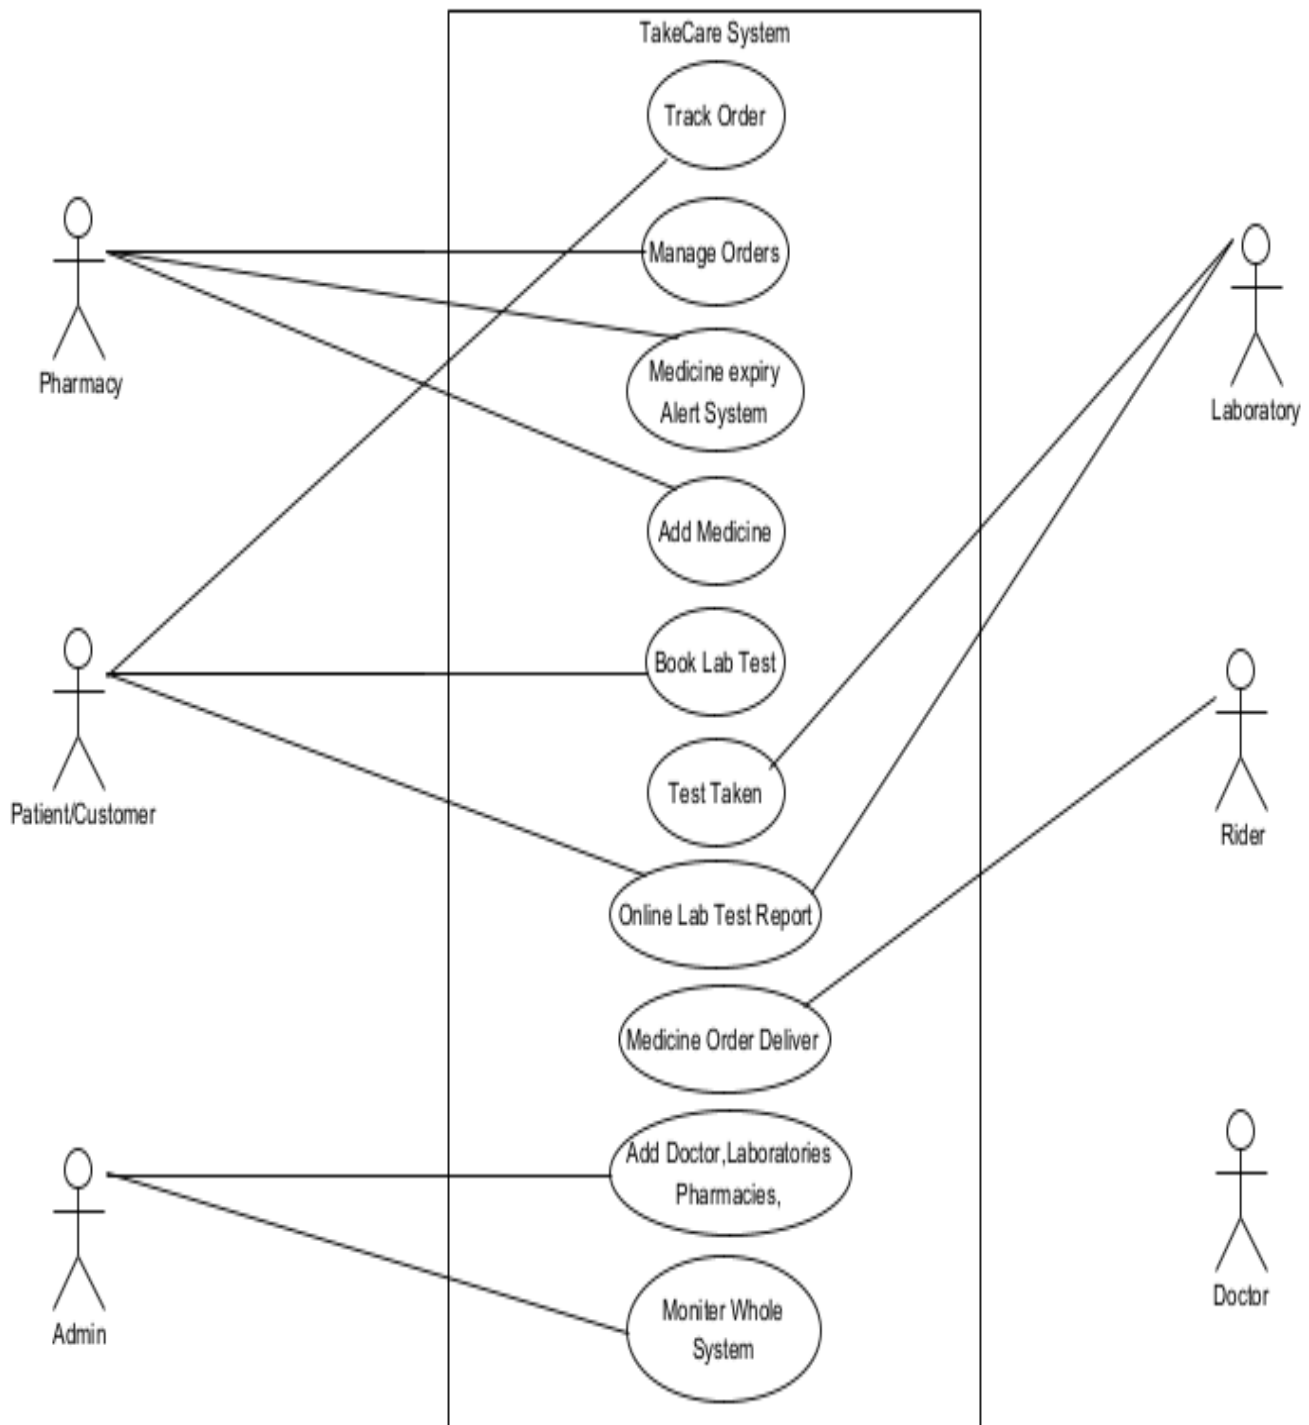 TakeCare System
Track Order
Manage Orders
Medicine expiry
Alert System
Pharmacy
Laboratory
Add Medicine
Book Lab Test
Test Taken
Patient/Customer
Rider
Online Lab Test Report
Medicine Order Deliver
Add Doctor,Laboratories
Pharmacies,
Moniter Whole
System
Admin
Doctor